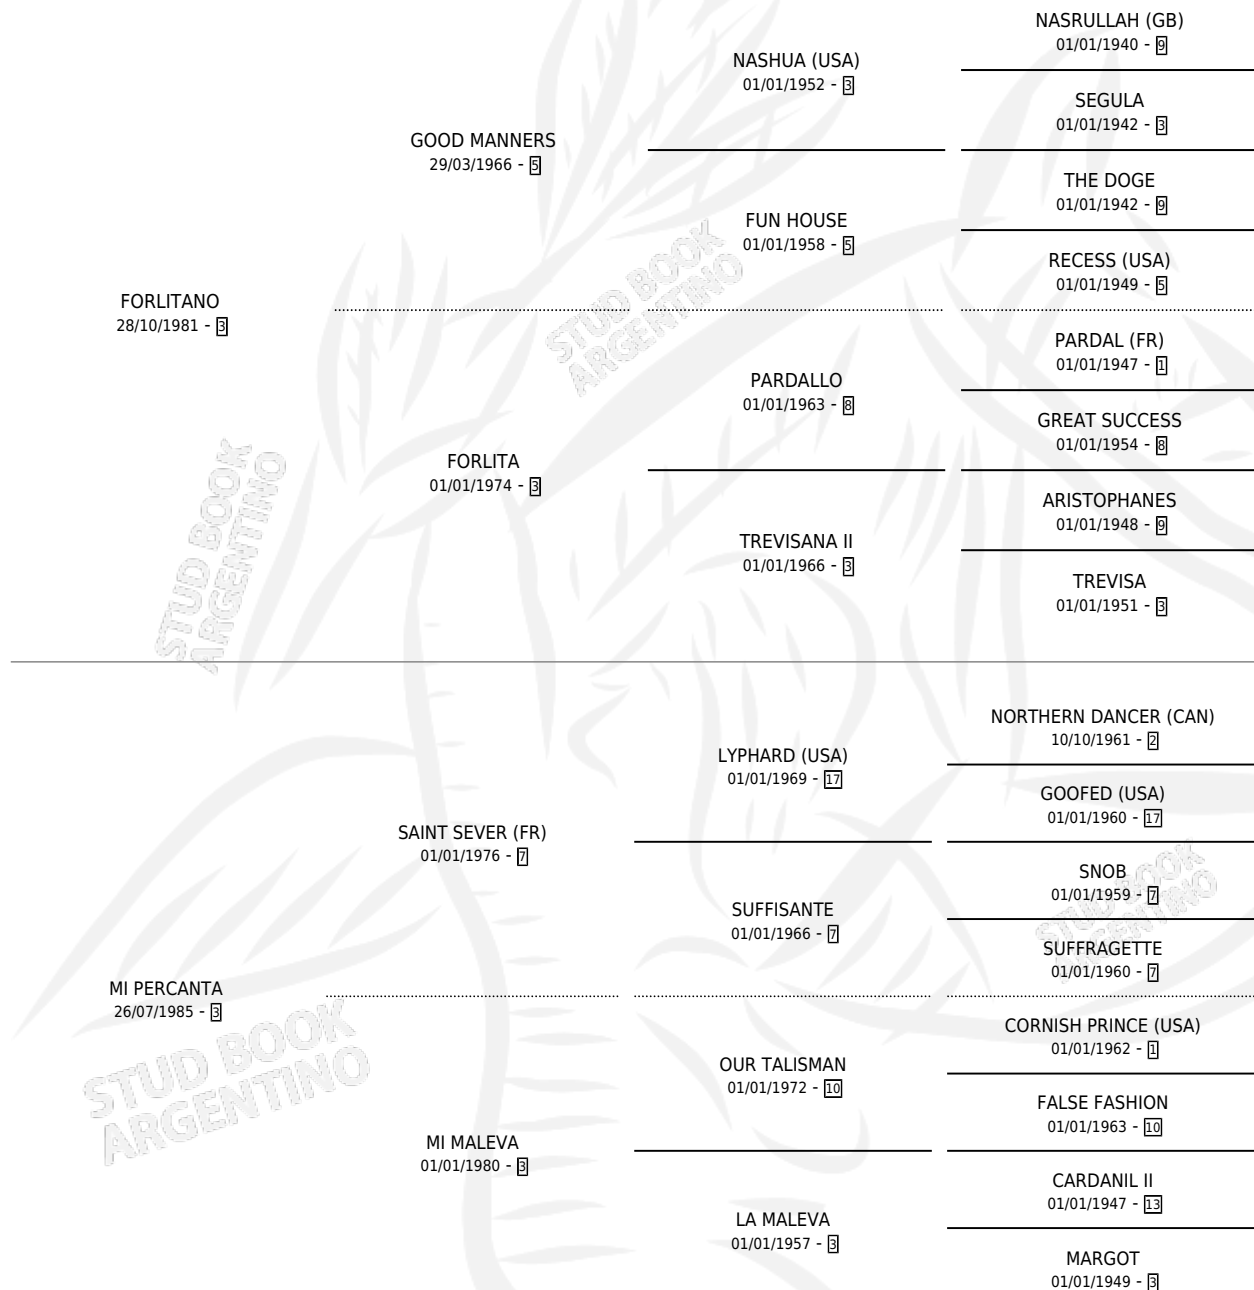 NASRULLAH (GB)
01/01/1940 - 9
NASHUA (USA)
01/01/1952 - 3
SEGULA
01/01/1942 - 3
GOOD MANNERS
29/03/1966 - 5
THE DOGE
01/01/1942 - 9
FUN HOUSE
01/01/1958 - 5
RECESS (USA)
01/01/1949 - 5
FORLITANO
28/10/1981 - 3
PARDAL (FR)
01/01/1947 - 1
PARDALLO
01/01/1963 - 8
GREAT SUCCESS
01/01/1954 - 8
FORLITA
01/01/1974 - 3
ARISTOPHANES
01/01/1948 - 9
TREVISANA II
01/01/1966 - 3
TREVISA
01/01/1951 - 3
NORTHERN DANCER (CAN)
10/10/1961 - 2
LYPHARD (USA)
01/01/1969 - 17
GOOFED (USA)
01/01/1960 - 17
SAINT SEVER (FR)
01/01/1976 - 7
SNOB
01/01/1959 - 7
SUFFISANTE
01/01/1966 - 7
SUFFRAGETTE
01/01/1960 - 7
MI PERCANTA
26/07/1985 - 3
CORNISH PRINCE (USA)
01/01/1962 - 1
OUR TALISMAN
01/01/1972 - 10
FALSE FASHION
01/01/1963 - 10
MI MALEVA
01/01/1980 - 3
CARDANIL II
01/01/1947 - 13
LA MALEVA
01/01/1957 - 3
MARGOT
01/01/1949 - 3
STUD BOOK
ARGENTINO
STUD BOOK
ARGENTINO
STUD BOOK
ARGENTINO
STUD BOOK
ARGENTINO